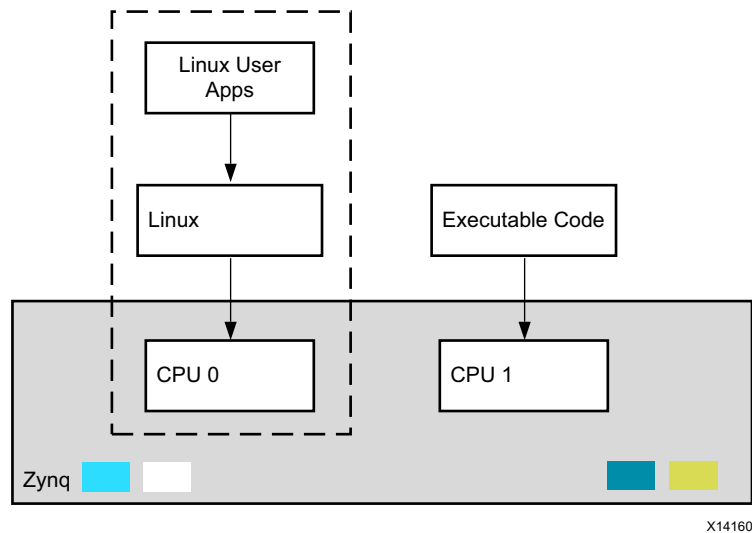 Linux User
Apps
Linux
Executable Code
CPU 0
CPU 1
Zynq
X14160